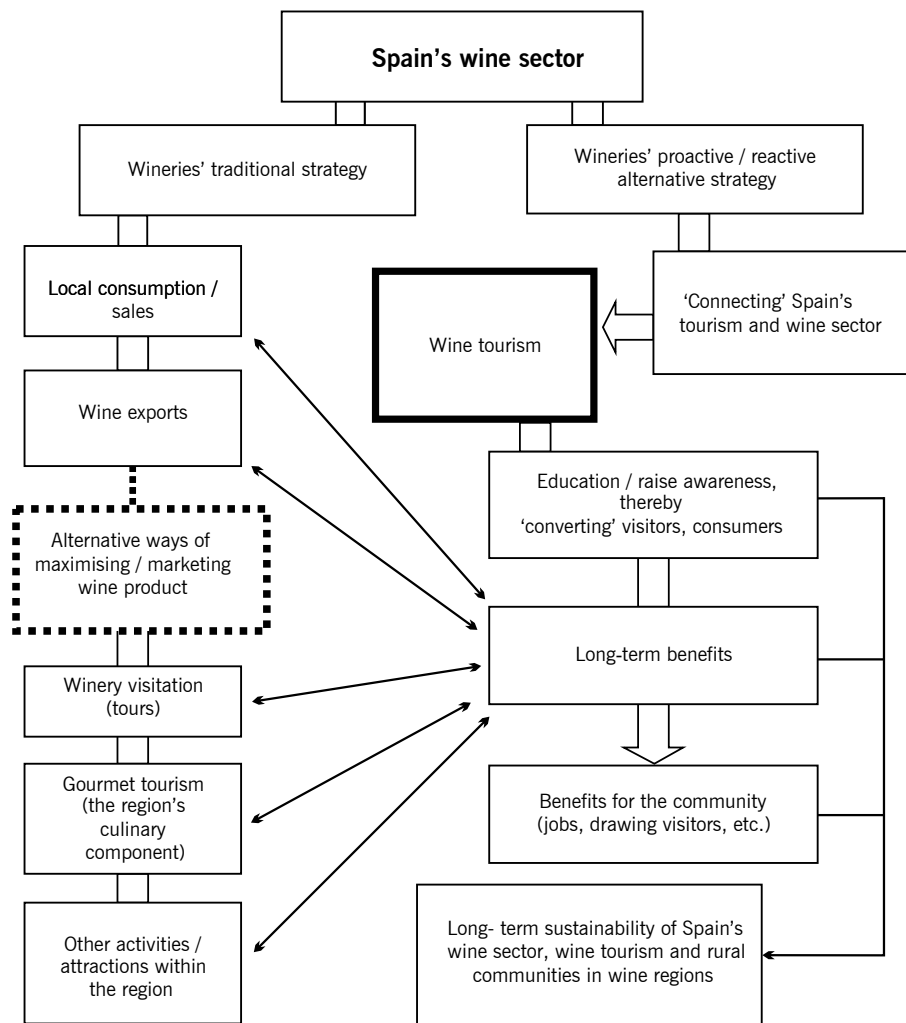 Spain's wine sector
Wineries' traditional strategy
Wineries' proactive / reactive
alternative strategy
Local consumption /
sales
'Connecting' Spain's
tourism and wine sector
Wine tourism
Wine exports
Education / raise awareness,
thereby
'converting' visitors, consumers
Alternative ways of
maximising / marketing
wine product
Long-term benefits
Winery visitation
(tours)
Gourmet tourism
(the region's
culinary
component)
Benefits for the community
(jobs, drawing visitors, etc.)
Other activities /
attractions within
the region
Long- term sustainability of Spain's
wine sector, wine tourism and rural
communities in wine regions